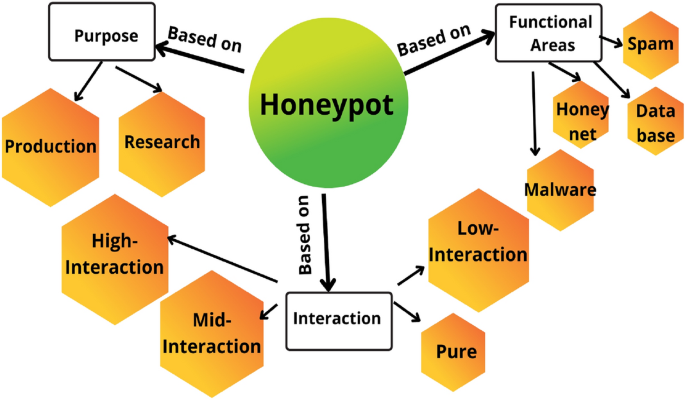 Purpose
Based on
Honeypot
Based on
Functional
Areas
Spam
Honey
net
Data
base
Malware
Production
Research
Based on
High-
Interaction
Mid-
Interaction
Interaction
Low-
Interaction
Pure